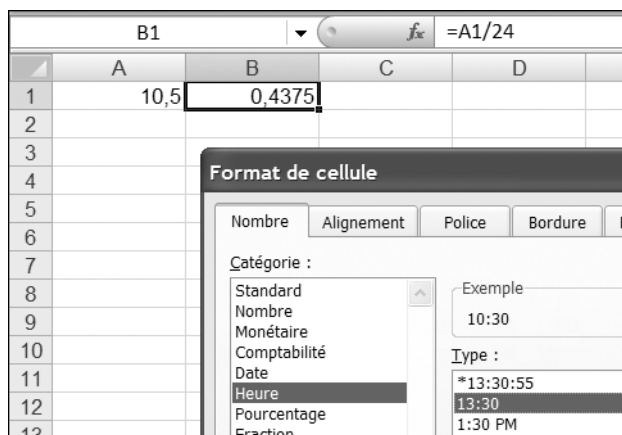 B1 fx =A1/24
A B C D
1 10,5 0,4375
2
3
4
5
6
7
8
9
10
11
12
13
Format de cellule
Nombre Alignement Police Bordure
Catégorie :
Standard
Nombre
Monétaire
Comptabilité
Date
Heure
Pourcentage
Fraction
Exemple
10:30
Type :
*13:30:55
13:30
1:30 PM